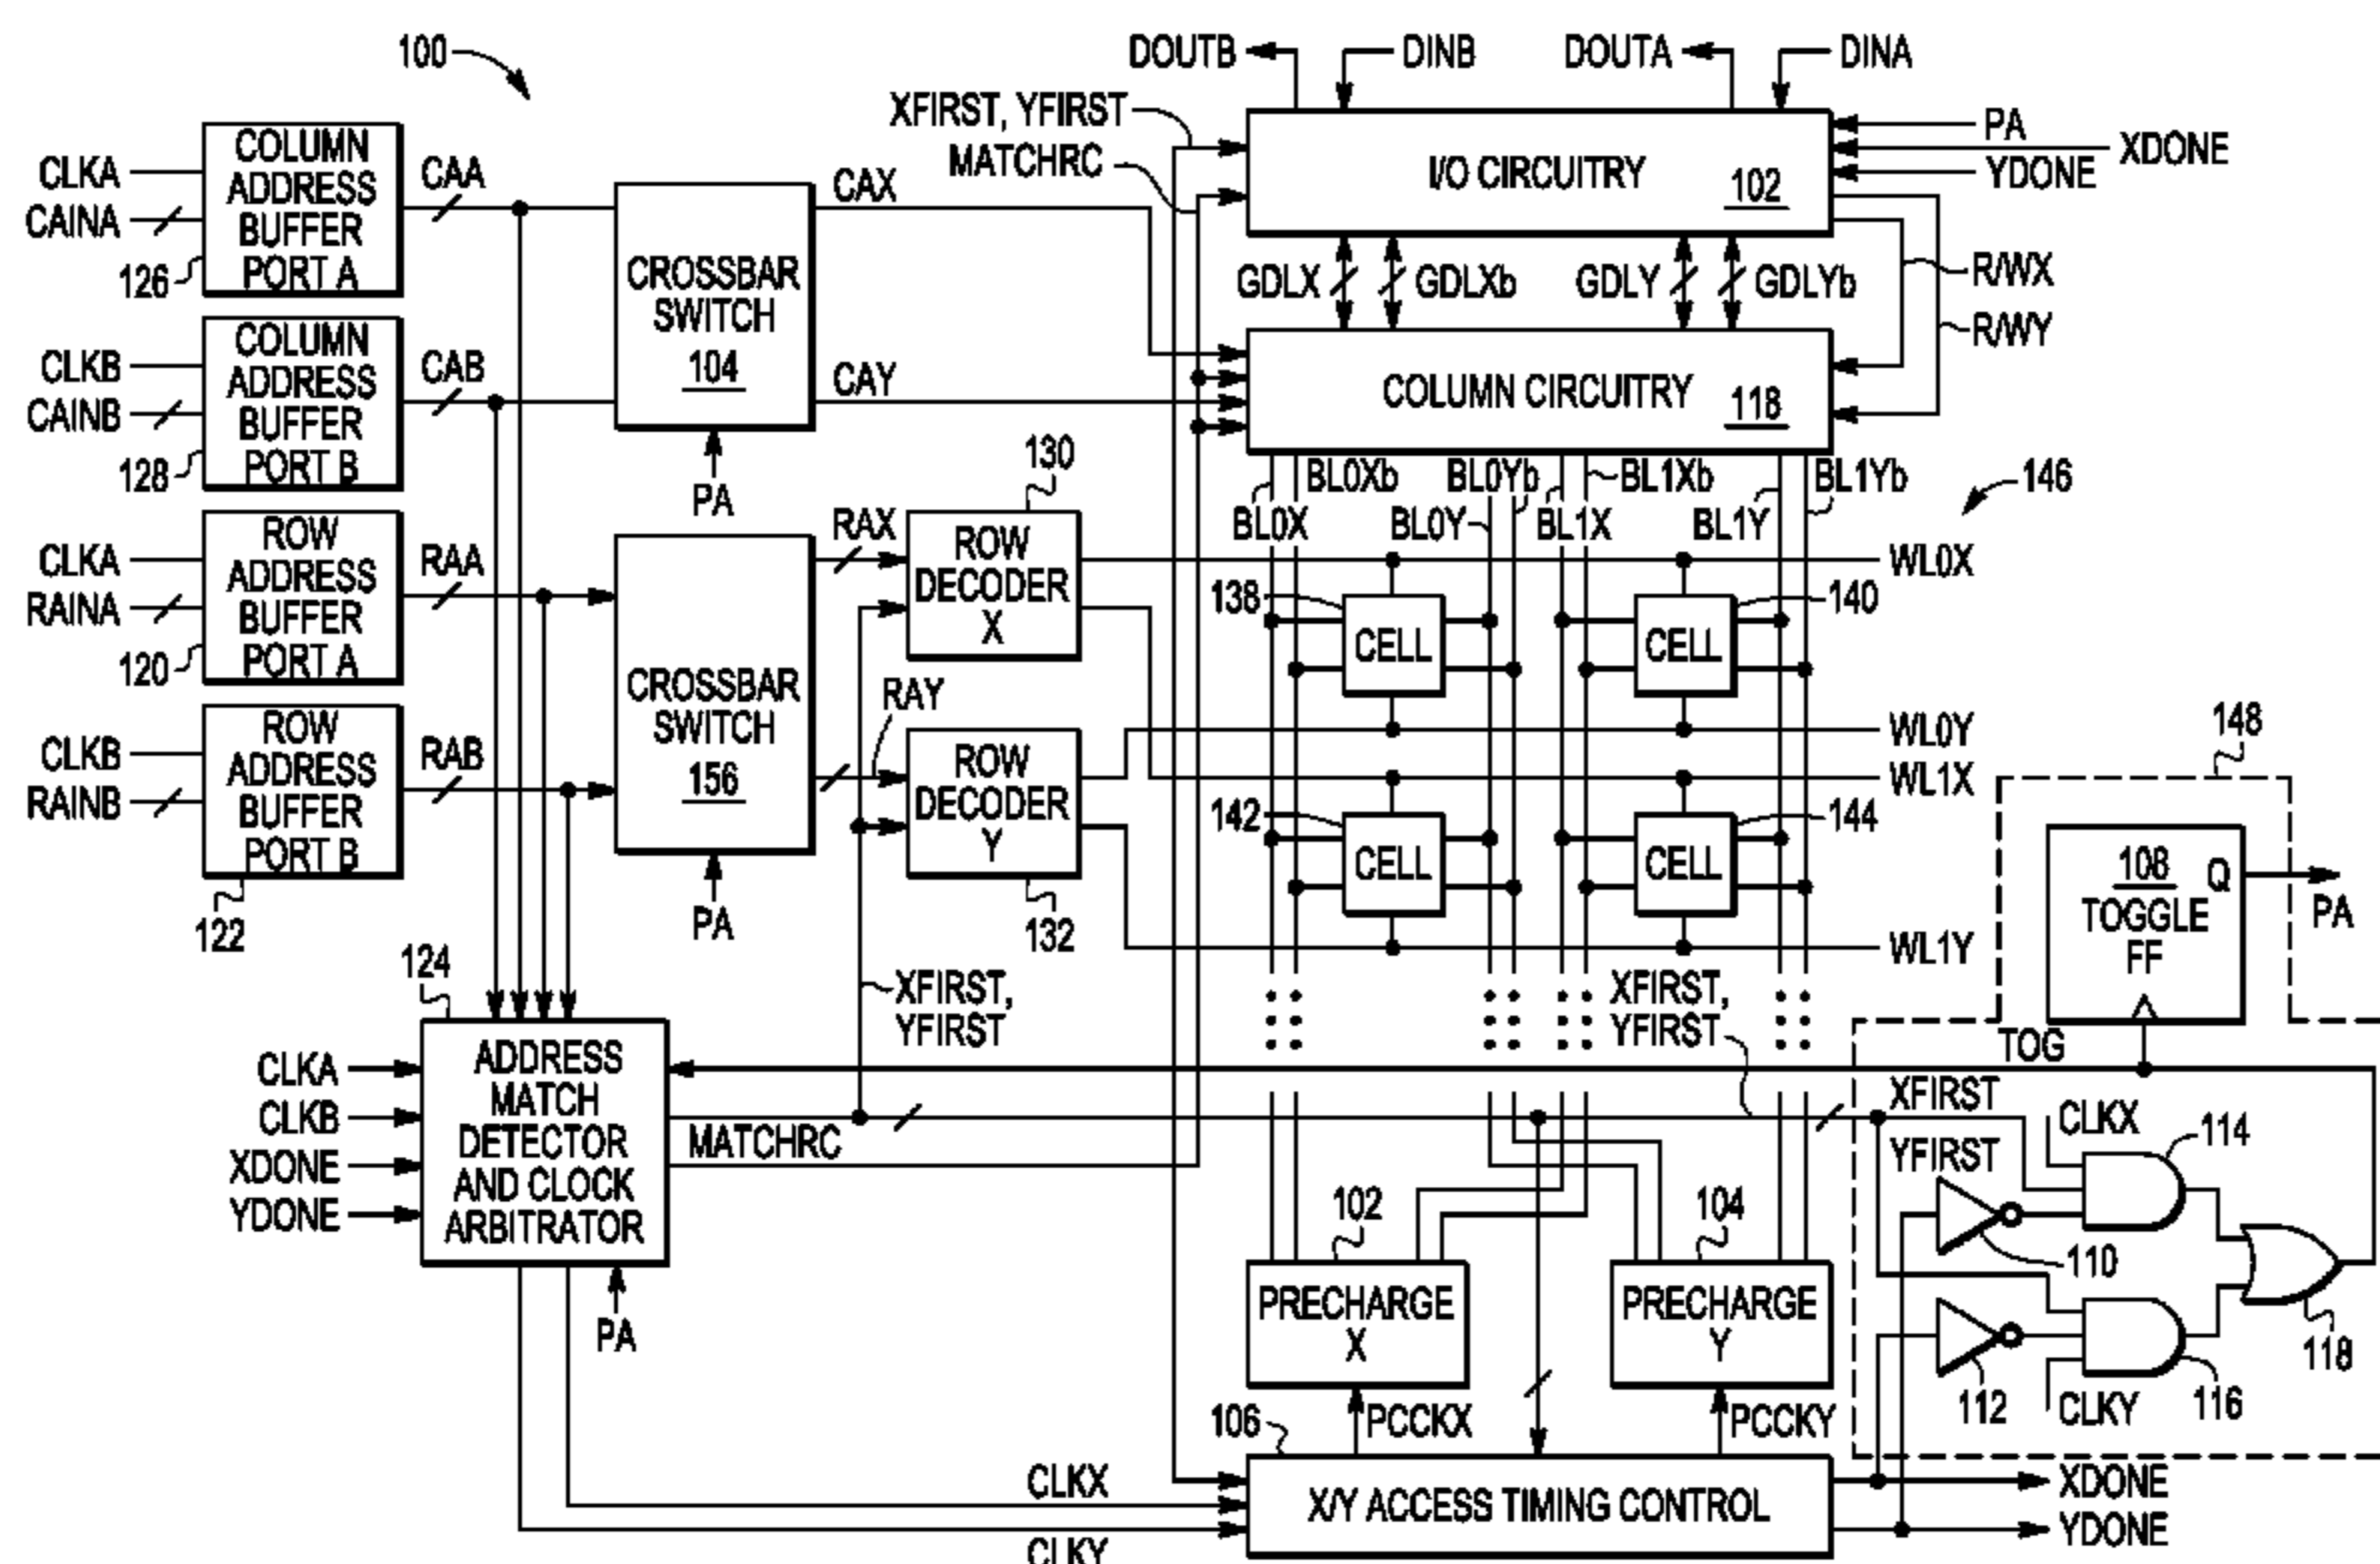 100
DOUTB
DINB
DOUTA
DINA
XFIRST, YFIRST
MATCHRC
PA
XDONE
YDONE
I/O CIRCUITRY
102
CLKA
CAINA
COLUMN
ADDRESS
BUFFER
PORT A
126
CAA
CROSSBAR
SWITCH
104
PA
CAX
CAY
GDLX
GDLXb
GDLY
GDLYb
R/WX
R/WY
CLKB
CAINB
COLUMN
ADDRESS
BUFFER
PORT B
128
CAB
COLUMN CIRCUITRY
118
BL0X
BL0Xb
BL0Y
BL0Yb
BL1X
BL1Xb
BL1Y
BL1Yb
146
CLKA
RAINA
ROW
ADDRESS
BUFFER
PORT A
120
RAA
CROSSBAR
SWITCH
156
PA
RAX
RAY
130
ROW
DECODER
X
WL0X
138
CELL
140
CELL
WL0Y
CLKB
RAINB
ROW
ADDRESS
BUFFER
PORT B
122
RAB
ROW
DECODER
Y
132
WL1X
142
CELL
144
CELL
WL1Y
148
108
Q
TOGGLE
FF
PA
TOG
124
CLKA
CLKB
XDONE
YDONE
ADDRESS
MATCH
DETECTOR
AND CLOCK
ARBITRATOR
PA
XFIRST,
YFIRST
MATCHRC
XFIRST,
YFIRST
XFIRST
YFIRST
CLKX
114
110
112
116
CLKY
118
102
PRECHARGE
X
104
PRECHARGE
Y
PCCKX
PCCKY
106
X/Y ACCESS TIMING CONTROL
CLKX
CLKY
XDONE
YDONE